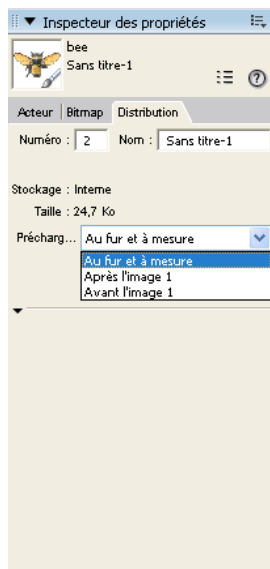 Inspecteur des propriétés
bee
Sans titre-1
Acteur Bitmap Distribution
Numéro : 2 Nom : Sans titre-1
Stockage : Interne
Taille : 24,7 Ko
Précharg... Au fur et à mesure
Au fur et à mesure
Après l'image 1
Avant l'image 1